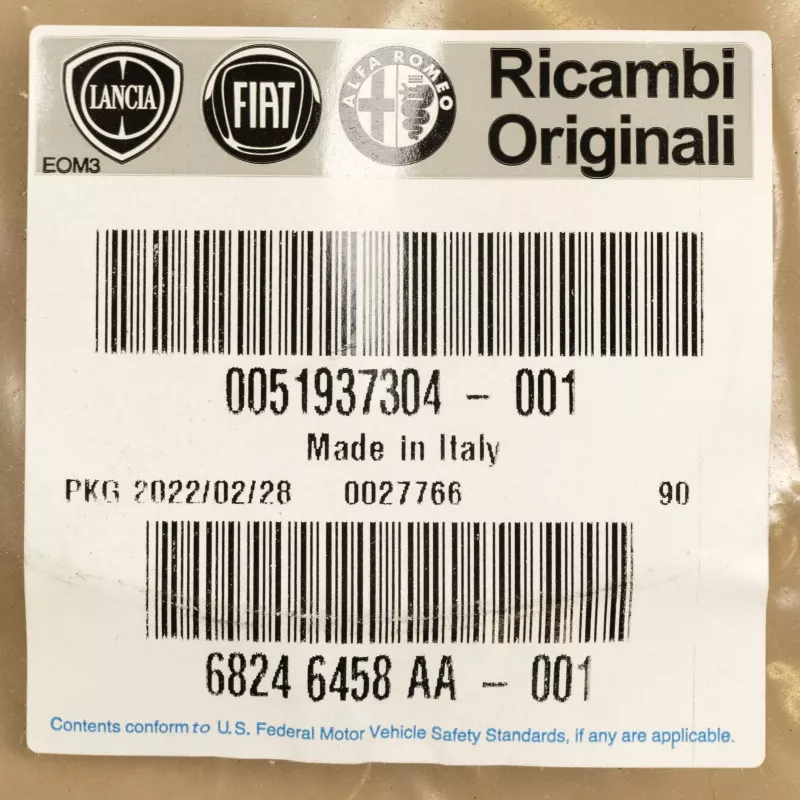 LANCIA
FIAT
ALFA ROMEO
Ricambi
Originali
EOM3
0051937304 - 001
Made in Italy
PKG 2022/02/28 0027766 90
6824 6458 AA - 001
Contents conform to U.S. Federal Motor Vehicle Safety Standards, if any are applicable.